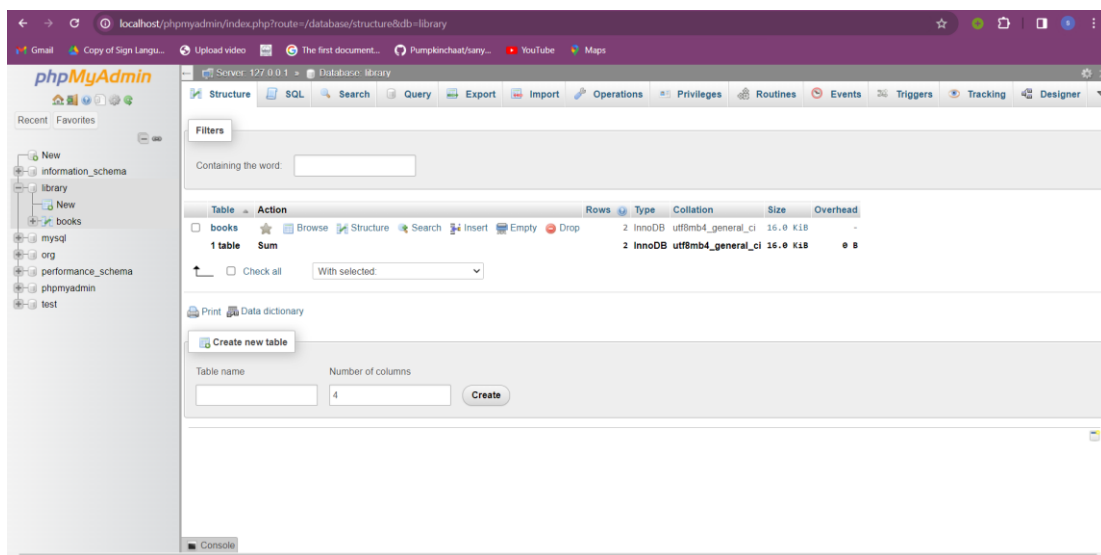 localhost/phpmyadmin/index.php?route=/database/structure&db=library
Gmail Copy of Sign Langu... Upload video The first document... Pumpkinchaat/sany... YouTube Maps
phpMyAdmin
Recent Favorites
New
information_schema
library
New
books
mysql
org
performance_schema
phpmyadmin
test
Server: 127.0.0.1 » Database: library
Structure SQL Search Query Export Import Operations Privileges Routines Events Triggers Tracking Designer
Filters
Containing the word:
Table Action Rows Type Collation Size Overhead
books Browse Structure Search Insert Empty Drop 2 InnoDB utf8mb4_general_ci 16.0 KiB -
1 table Sum 2 InnoDB utf8mb4_general_ci 16.0 KiB 0 B
Check all With selected:
Print Data dictionary
Create new table
Table name Number of columns
4 Create
Console